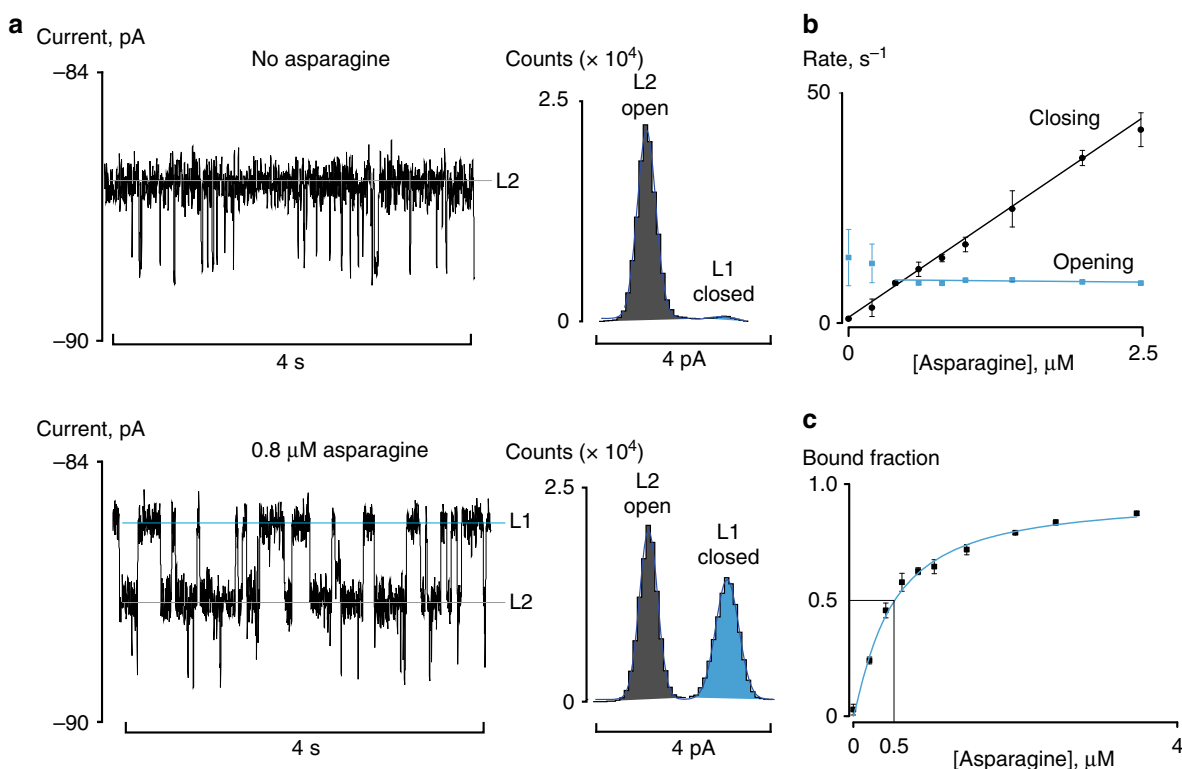 a
Current, pA
No asparagine
–84
L2
–90
4 s
Counts (× 10⁴)
L2
open
2.5
L1
closed
0
4 pA
b
Rate, s⁻¹
50
Closing
Opening
0
0
2.5
[Asparagine], μM
Current, pA
0.8 μM asparagine
–84
L1
L2
–90
4 s
Counts (× 10⁴)
2.5
L2
open
L1
closed
0
4 pA
c
Bound fraction
1.0
0.5
0
0
0.5
4
[Asparagine], μM